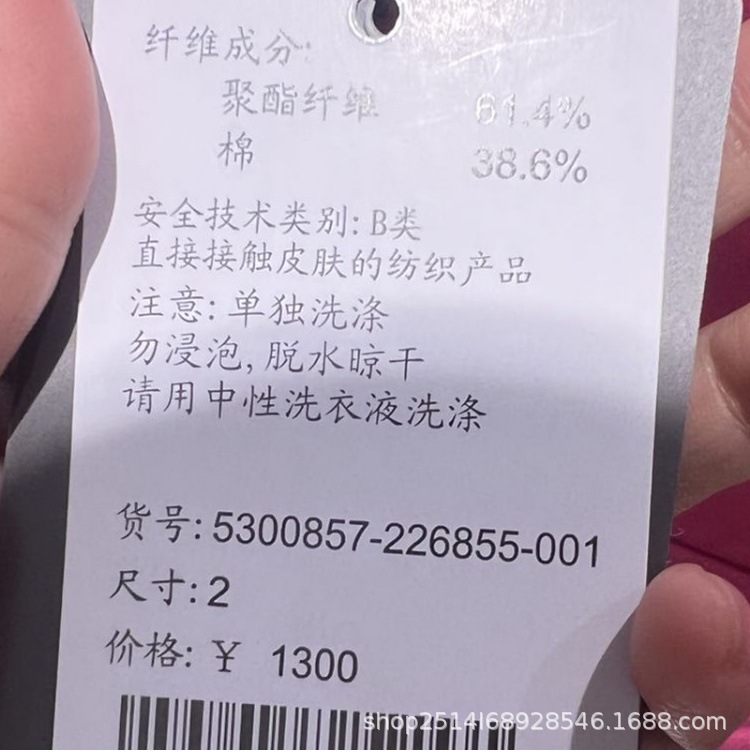 纤维成分:
聚酯纤维 61.4%
棉 38.6%
安全技术类别: B类
直接接触皮肤的纺织产品
注意: 单独洗涤
勿浸泡, 脱水晾干
请用中性洗衣液洗涤
货号: 5300857-226855-001
尺寸: 2
价格: ¥ 1300
shop2514l68928546.1688.com